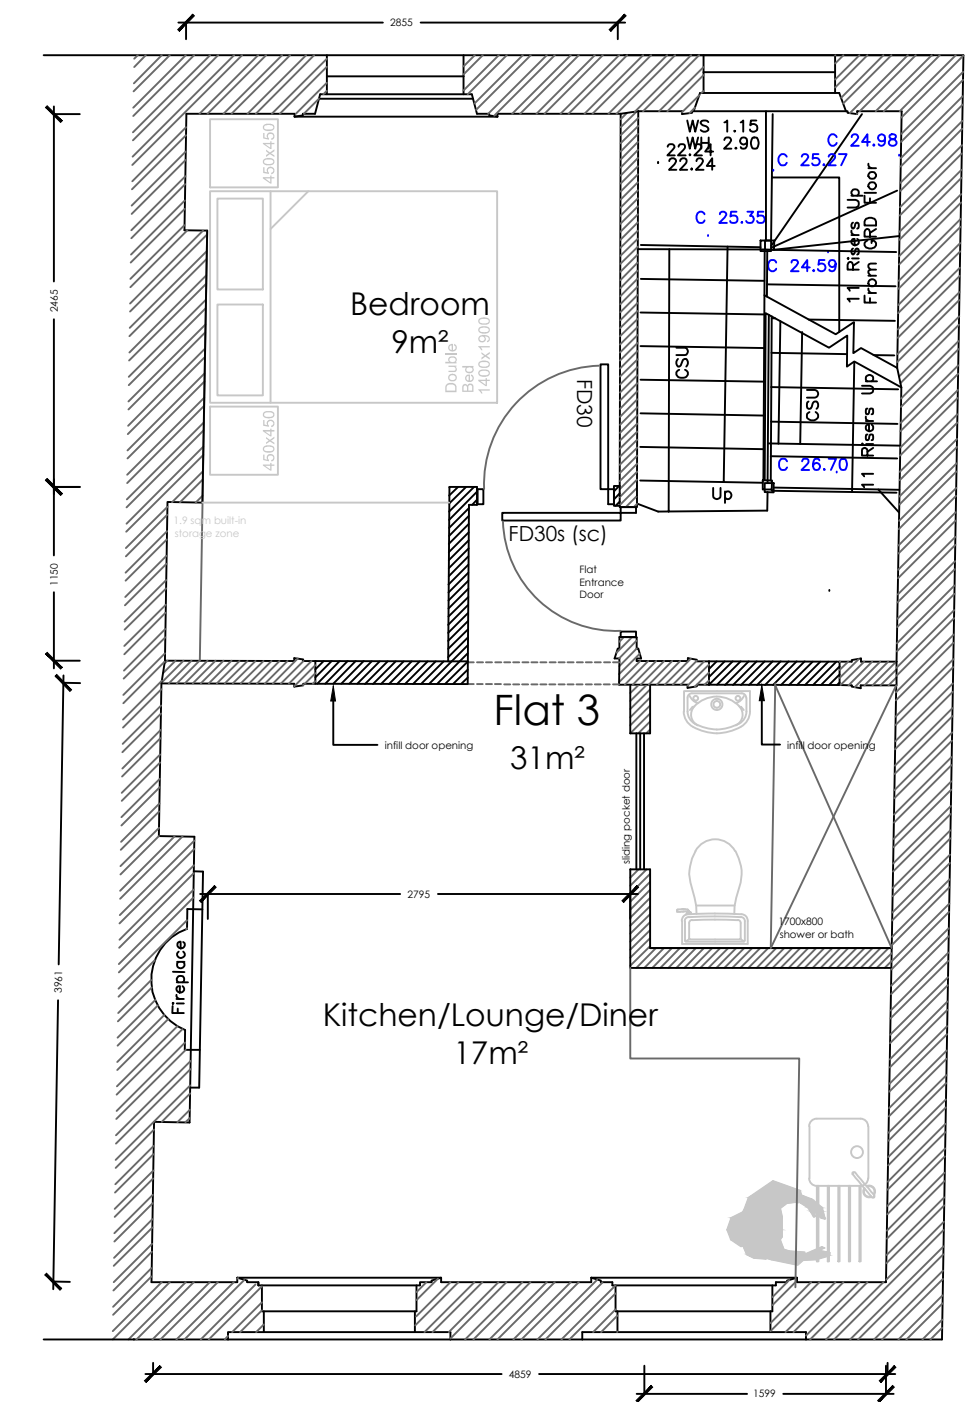 2855
WS 1.15
WH 2.90
22.24
22.24
C 24.98
C 25.27
C 25.35
C 24.59
11 Risers Up
From GRD Floor
450x450
Bedroom
9m²
Double
Bed
1400x1900
2465
FD30
CSU
CSU
11 Risers Up
450x450
C 26.70
Up
1.9 sqm built-in
storage zone
FD30s (sc)
Flat
Entrance
Door
1150
Flat 3
31m²
infill door opening
infill door opening
sliding pocket door
2795
1700x800
shower or bath
3961
Fireplace
Kitchen/Lounge/Diner
17m²
4859
1599